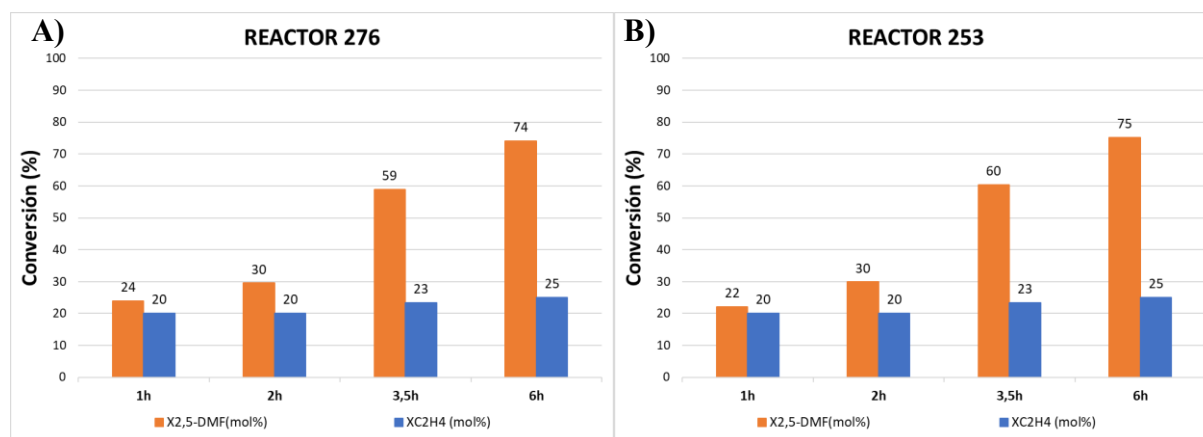 A)
REACTOR 276
Conversión (%)
100
90
80
70
60
50
40
30
20
10
0
24
20
30
20
59
23
74
25
1h
2h
3,5h
6h
X2,5-DMF(mol%)
XC2H4 (mol%)
B)
REACTOR 253
Conversión (%)
100
90
80
70
60
50
40
30
20
10
0
22
20
30
20
60
23
75
25
1h
2h
3,5h
6h
X2,5-DMF(mol%)
XC2H4 (mol%)